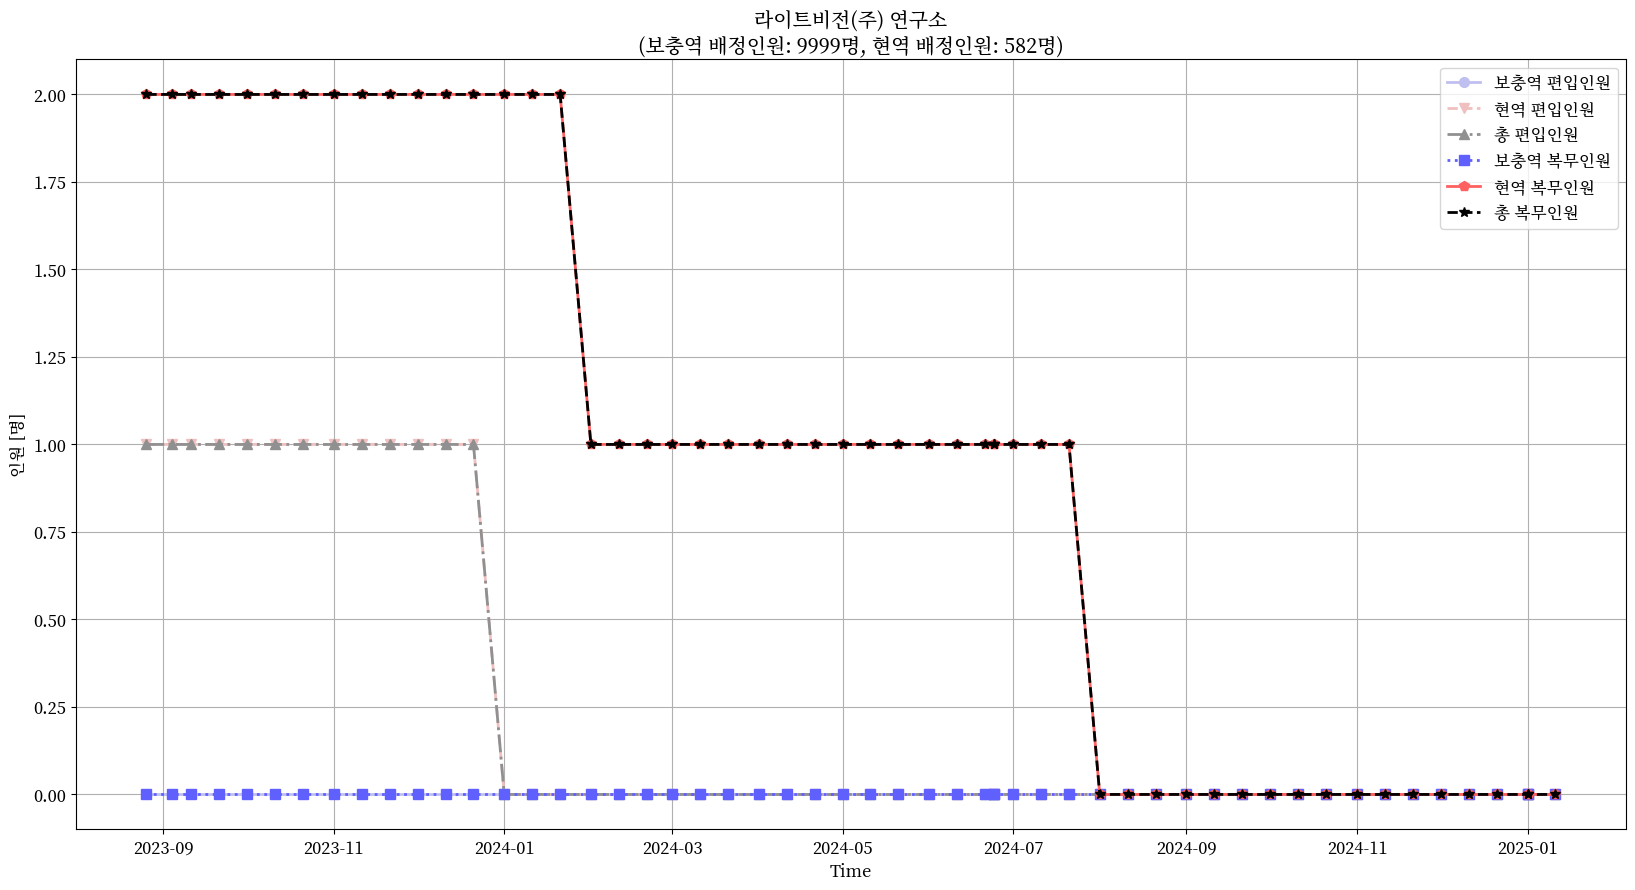 라이트비전(주) 연구소
(보충역 배정인원: 9999명, 현역 배정인원: 582명)
보충역 편입인원
현역 편입인원
총 편입인원
보충역 복무인원
현역 복무인원
총 복무인원
2.00
1.75
1.50
1.25
1.00
0.75
0.50
0.25
0.00
인원 [명]
2023-09 2023-11 2024-01 2024-03 2024-05 2024-07 2024-09 2024-11 2025-01
Time